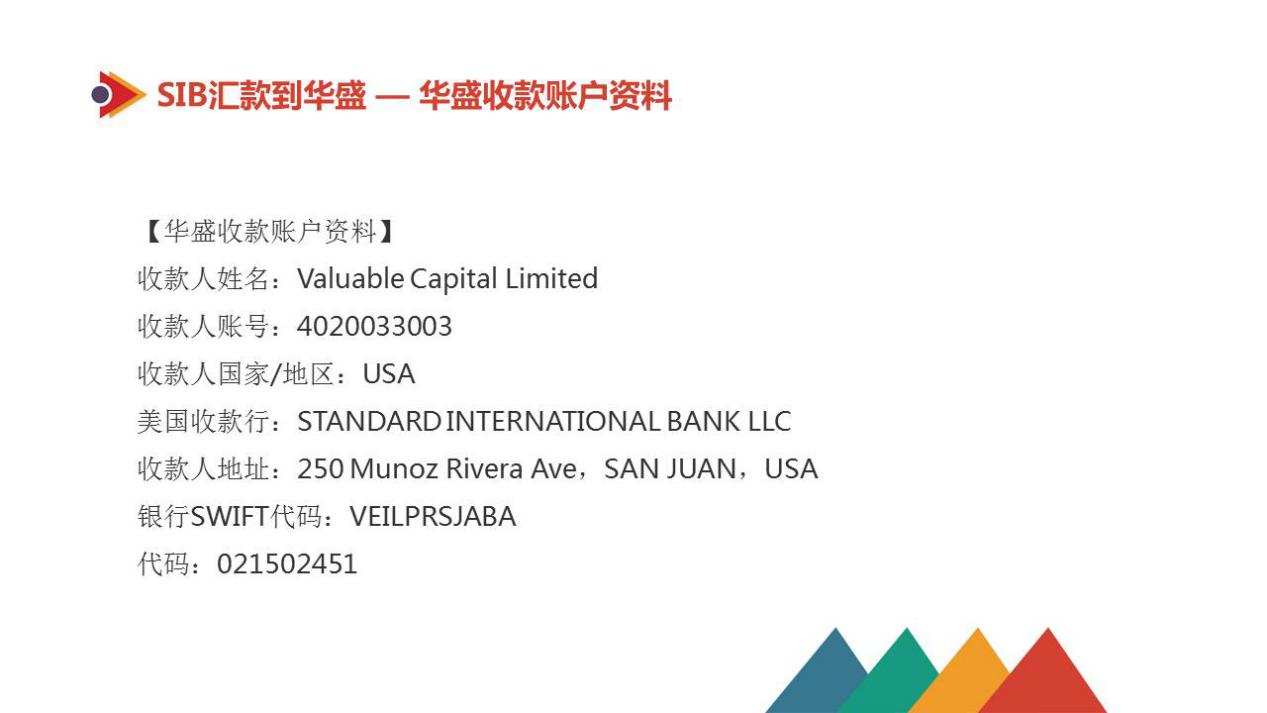 SIB汇款到华盛 — 华盛收款账户资料
【华盛收款账户资料】
收款人姓名：Valuable Capital Limited
收款人账号：4020033003
收款人国家/地区：USA
美国收款行：STANDARD INTERNATIONAL BANK LLC
收款人地址：250 Munoz Rivera Ave，SAN JUAN，USA
银行SWIFT代码：VEILPRSJABA
代码：021502451